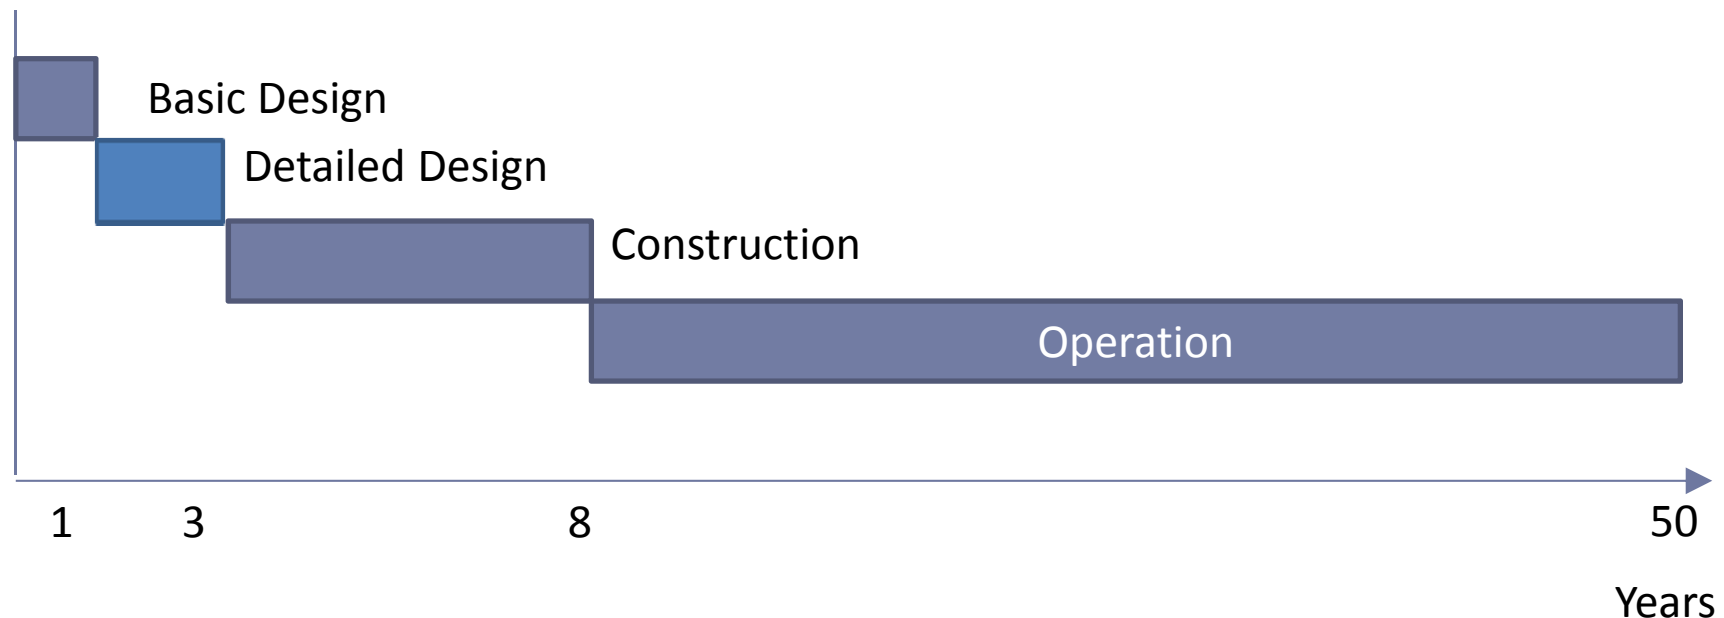 Basic Design
Detailed Design
Construction
Operation
1 3 8 50
Years